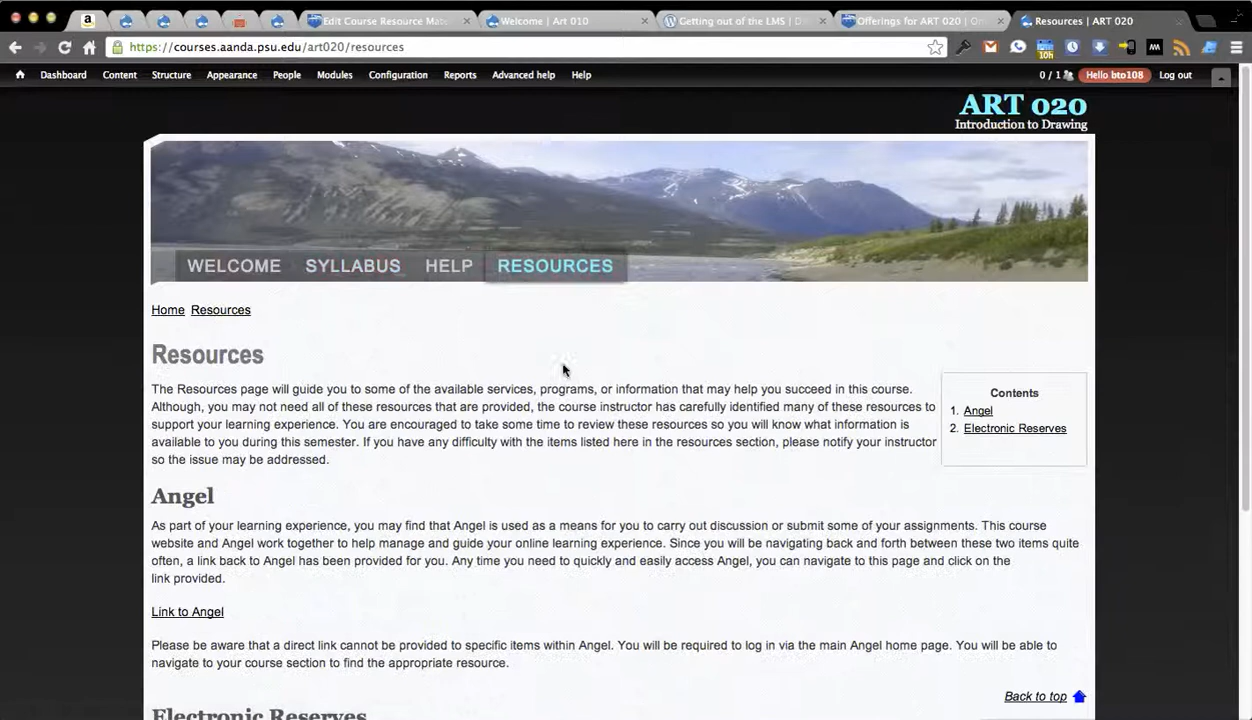 Edit Course Resource Mate
Welcome | Art 010
Getting out of the LMS | D
Offerings for ART 020 | On
Resources | ART 020
https://courses.aanda.psu.edu/art020/resources
10h
Dashboard Content Structure Appearance People Modules Configuration Reports Advanced help Help
0 / 1 Hello bto108 Log out
ART 020
Introduction to Drawing
WELCOME SYLLABUS HELP RESOURCES
Home Resources
Resources
The Resources page will guide you to some of the available services, programs, or information that may help you succeed in this course.
Although, you may not need all of these resources that are provided, the course instructor has carefully identified many of these resources to
support your learning experience. You are encouraged to take some time to review these resources so you will know what information is
available to you during this semester. If you have any difficulty with the items listed here in the resources section, please notify your instructor
so the issue may be addressed.
Contents
1. Angel
2. Electronic Reserves
Angel
As part of your learning experience, you may find that Angel is used as a means for you to carry out discussion or submit some of your assignments. This course
website and Angel work together to help manage and guide your online learning experience. Since you will be navigating back and forth between these two items quite
often, a link back to Angel has been provided for you. Any time you need to quickly and easily access Angel, you can navigate to this page and click on the
link provided.
Link to Angel
Please be aware that a direct link cannot be provided to specific items within Angel. You will be required to log in via the main Angel home page. You will be able to
navigate to your course section to find the appropriate resource.
Back to top
Electronic Reserves